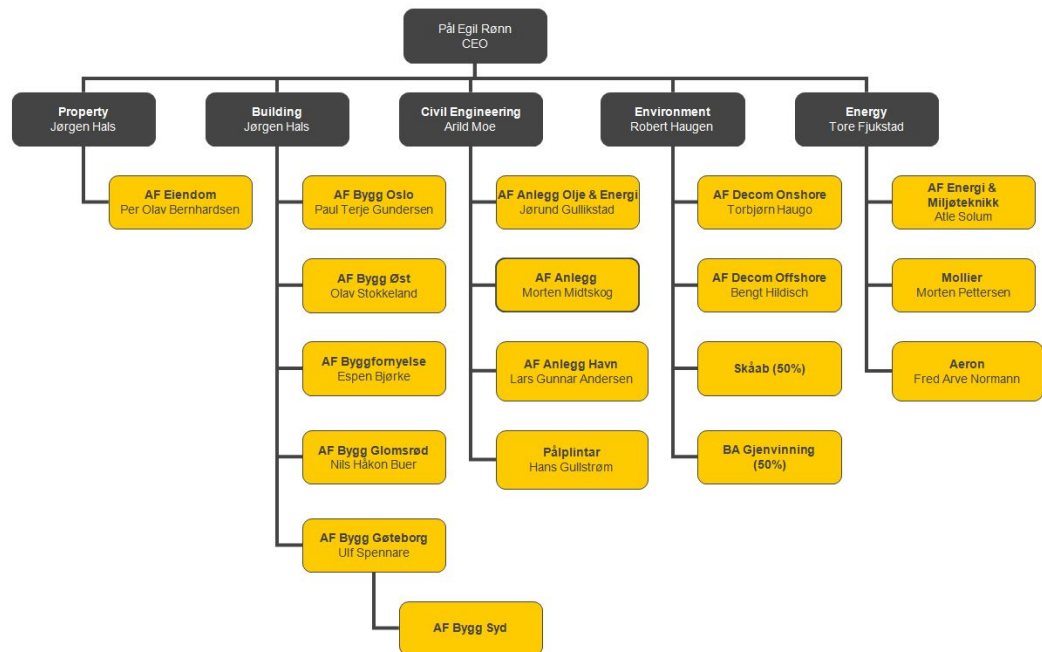 Pål Egil Rønn
CEO
Property
Jørgen Hals
Building
Jørgen Hals
Civil Engineering
Arild Moe
Environment
Robert Haugen
Energy
Tore Fjukstad
AF Eiendom
Per Olav Bernhardsen
AF Bygg Oslo
Paul Terje Gundersen
AF Anlegg Olje & Energi
Jørund Gullikstad
AF Decom Onshore
Torbjørn Haugo
AF Energi &
Miljøteknikk
Atle Solum
AF Bygg Øst
Olav Stokkeland
AF Anlegg
Morten Midtskog
AF Decom Offshore
Bengt Hildisch
Mollier
Morten Pettersen
AF Byggfornyelse
Espen Bjørke
AF Anlegg Havn
Lars Gunnar Andersen
Skåab (50%)
Aeron
Fred Arve Normann
AF Bygg Glomsrød
Nils Håkon Buer
Pålplintar
Hans Gullstrøm
BA Gjenvinning
(50%)
AF Bygg Gøteborg
Ulf Spennare
AF Bygg Syd